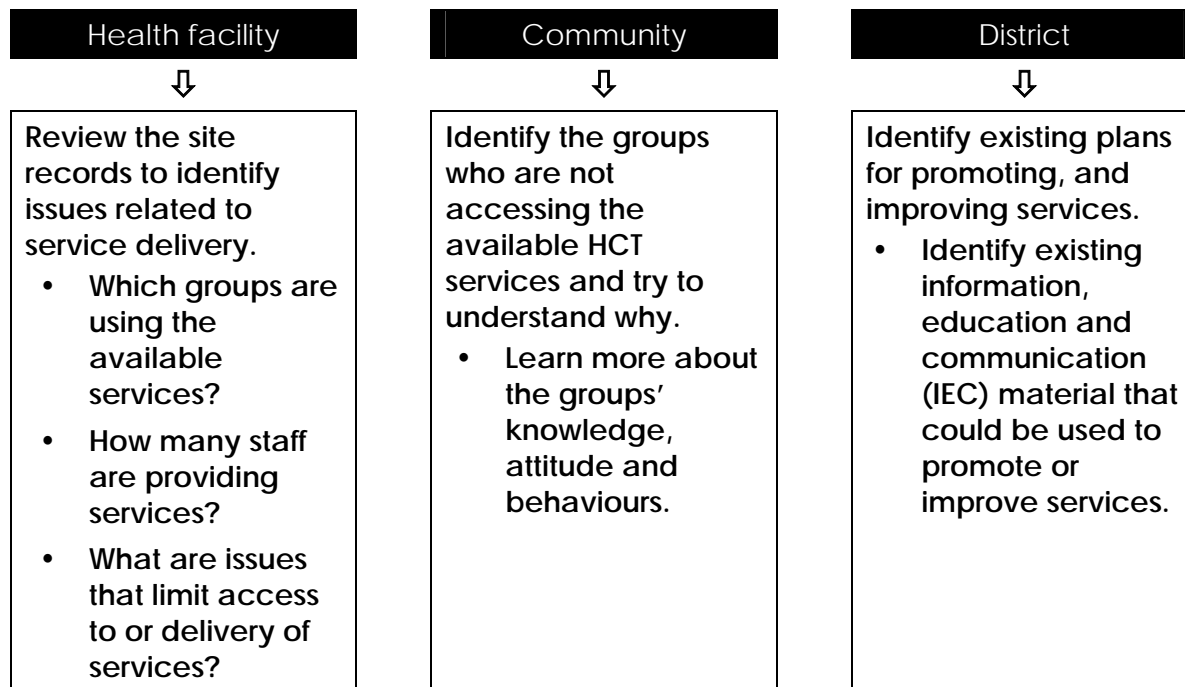 Health facility
⇩
Review the site
records to identify
issues related to
service delivery.
• Which groups are
using the
available
services?
• How many staff
are providing
services?
• What are issues
that limit access
to or delivery of
services?
Community
⇩
Identify the groups
who are not
accessing the
available HCT
services and try to
understand why.
• Learn more about
the groups’
knowledge,
attitude and
behaviours.
District
⇩
Identify existing plans
for promoting, and
improving services.
• Identify existing
information,
education and
communication
(IEC) material that
could be used to
promote or
improve services.